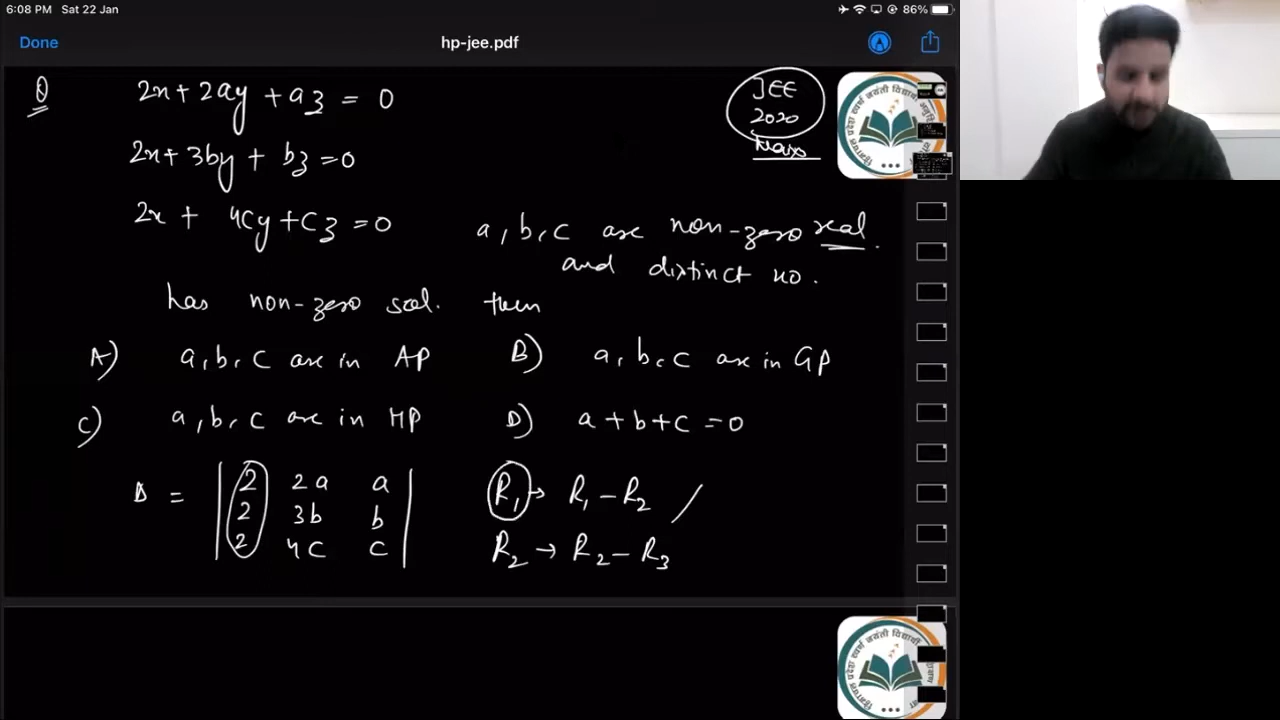 6:08 PM Sat 22 Jan
86%
Done
hp-jee.pdf
Q 2x + 2ay + az = 0
JEE
2020
2x + 3by + bz = 0
2x + 4cy + cz = 0
a, b, c are non-zero real.
and distinct no.
has non-zero sol. then
A) a, b, c are in AP B) a, b, c are in GP
C) a, b, c are in HP D) a + b + c = 0
Δ = | 2 2a a | R₁ → R₁ - R₂
| 2 3b b |
| 2 4c c | R₂ → R₂ - R₃